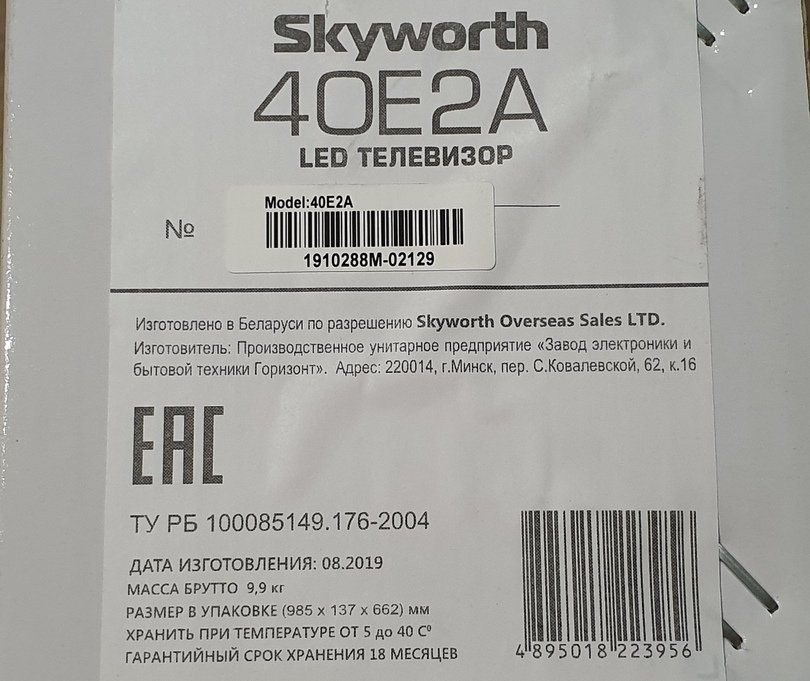 Skyworth
40E2A
LED ТЕЛЕВИЗОР
Model:40E2A
№
1910288M-02129
Изготовлено в Беларуси по разрешению Skyworth Overseas Sales LTD.
Изготовитель: Производственное унитарное предприятие «Завод электроники и
бытовой техники Горизонт». Адрес: 220014, г.Минск, пер. С.Ковалевской, 62, к.16
EAC
ТУ РБ 100085149.176-2004
ДАТА ИЗГОТОВЛЕНИЯ: 08.2019
МАССА БРУТТО 9,9 кг
РАЗМЕР В УПАКОВКЕ (985 x 137 x 662) мм
ХРАНИТЬ ПРИ ТЕМПЕРАТУРЕ ОТ 5 до 40 С⁰
ГАРАНТИЙНЫЙ СРОК ХРАНЕНИЯ 18 МЕСЯЦЕВ
4 895018 223956